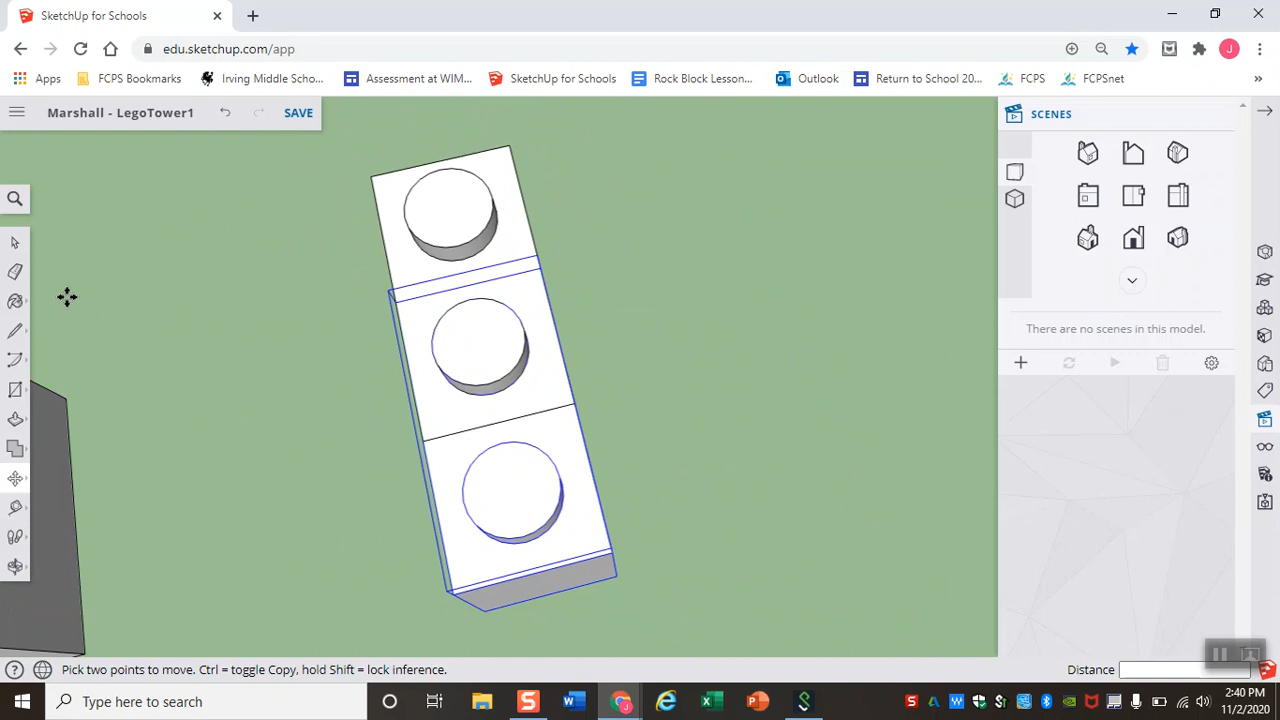 SketchUp for Schools
edu.sketchup.com/app
J
Apps
FCPS Bookmarks
Irving Middle Scho...
Assessment at WIM...
SketchUp for Schools
Rock Block Lesson...
Outlook
Return to School 20...
FCPS
FCPSnet
»
Marshall - LegoTower1
SAVE
SCENES
There are no scenes in this model.
Pick two points to move. Ctrl = toggle Copy, hold Shift = lock inference.
Distance
Type here to search
2:40 PM
11/2/2020